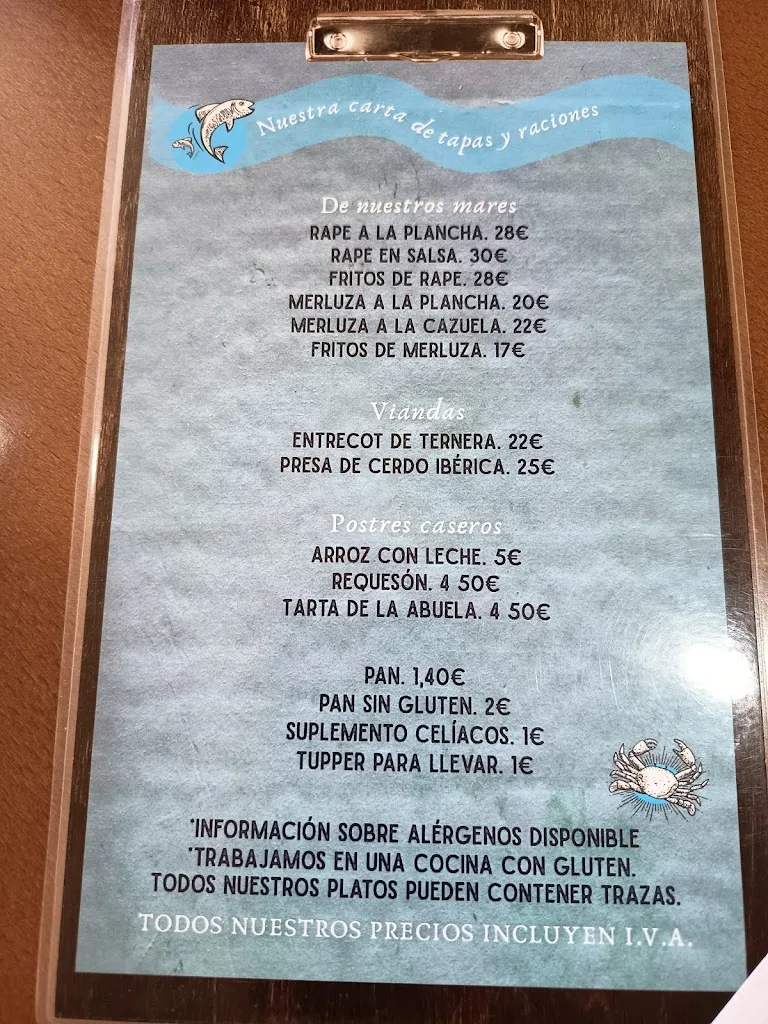 Nuestra carta de tapas y raciones
De nuestros mares
RAPE A LA PLANCHA. 28€
RAPE EN SALSA. 30€
FRITOS DE RAPE. 28€
MERLUZA A LA PLANCHA. 20€
MERLUZA A LA CAZUELA. 22€
FRITOS DE MERLUZA. 17€
Viandas
ENTRECOT DE TERNERA. 22€
PRESA DE CERDO IBÉRICA. 25€
Postres caseros
ARROZ CON LECHE. 5€
REQUESÓN. 4 50€
TARTA DE LA ABUELA. 4 50€
PAN. 1,40€
PAN SIN GLUTEN. 2€
SUPLEMENTO CELÍACOS. 1€
TUPPER PARA LLEVAR. 1€
*INFORMACIÓN SOBRE ALÉRGENOS DISPONIBLE
*TRABAJAMOS EN UNA COCINA CON GLUTEN.
TODOS NUESTROS PLATOS PUEDEN CONTENER TRAZAS.
TODOS NUESTROS PRECIOS INCLUYEN I.V.A.